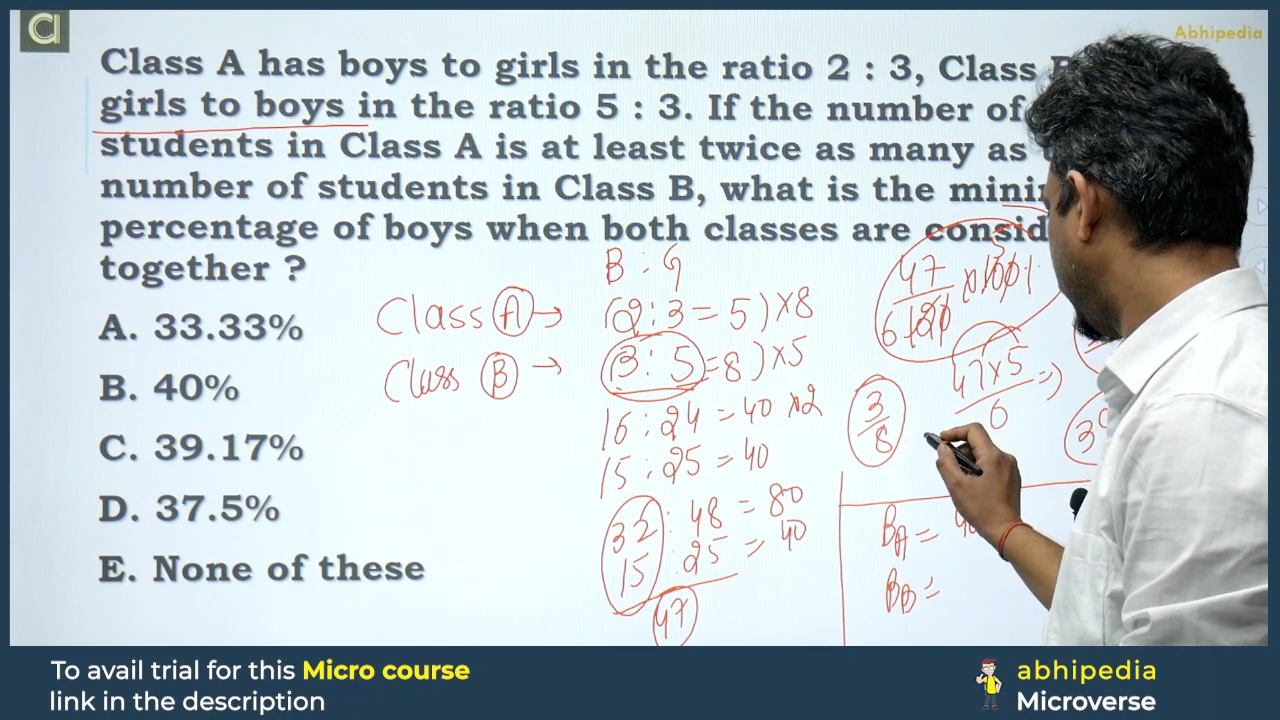 Abhipedia
Class A has boys to girls in the ratio 2 : 3, Class B
girls to boys in the ratio 5 : 3. If the number of
students in Class A is at least twice as many as
number of students in Class B, what is the
percentage of boys when both classes are
together ?
A. 33.33%
B. 40%
C. 39.17%
D. 37.5%
E. None of these
B : G
Class A → (2 : 3 = 5) x8
Class B → (3 : 5 = 8) x5
16 : 24 = 40 x2
15 : 25 = 40
32 : 48 = 80
15 : 25 = 40
47
47
120
47x5 =>
6
3
8
B_A =
B_B =
To avail trial for this Micro course
link in the description
abhipedia
Microverse